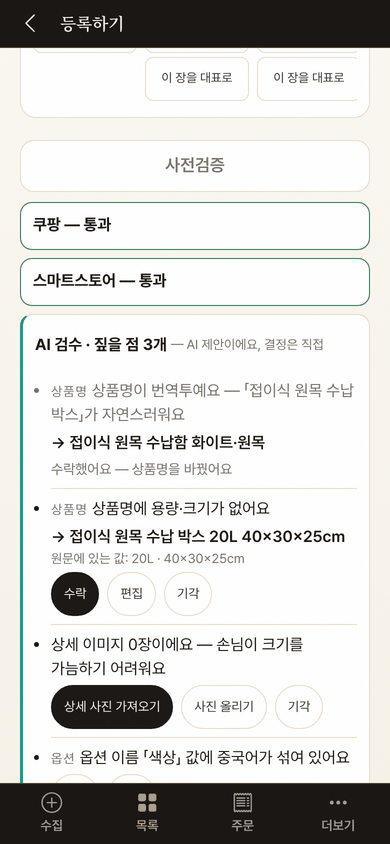 등록하기
이 장을 대표로
이 장을 대표로
사전검증
쿠팡 — 통과
스마트스토어 — 통과
AI 검수 · 짚을 점 3개 — AI 제안이에요, 결정은 직접
• 상품명 상품명이 번역투예요 — 「접이식 원목 수납
박스」가 자연스러워요
→ 접이식 원목 수납함 화이트·원목
수락했어요 — 상품명을 바꿨어요
• 상품명 상품명에 용량·크기가 없어요
→ 접이식 원목 수납 박스 20L 40×30×25cm
원문에 있는 값: 20L · 40×30×25cm
수락 편집 기각
• 상세 이미지 0장이에요 — 손님이 크기를
가늠하기 어려워요
상세 사진 가져오기 사진 올리기 기각
• 옵션 옵션 이름 「색상」 값에 중국어가 섞여 있어요
수집 목록 주문 더보기